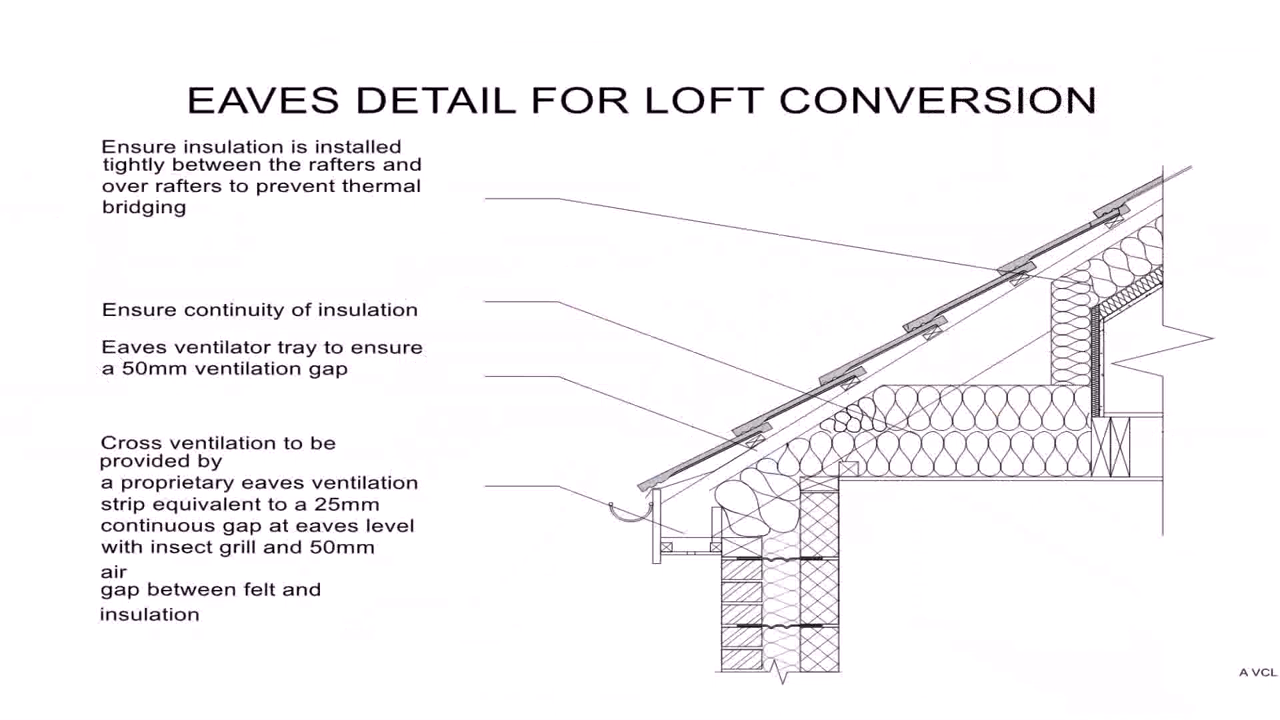 EAVES DETAIL FOR LOFT CONVERSION
Ensure insulation is installed
tightly between the rafters and
over rafters to prevent thermal
bridging
Ensure continuity of insulation
Eaves ventilator tray to ensure
a 50mm ventilation gap
Cross ventilation to be
provided by
a proprietary eaves ventilation
strip equivalent to a 25mm
continuous gap at eaves level
with insect grill and 50mm
air
gap between felt and
insulation
A VCL